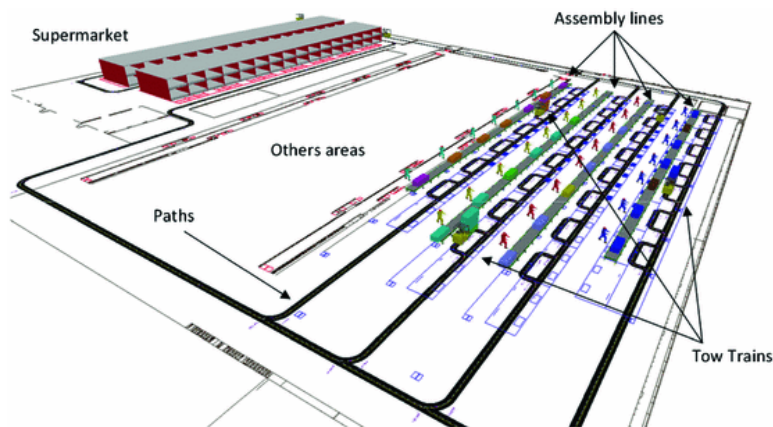 Assembly lines
Supermarket
Others areas
Paths
Tow Trains